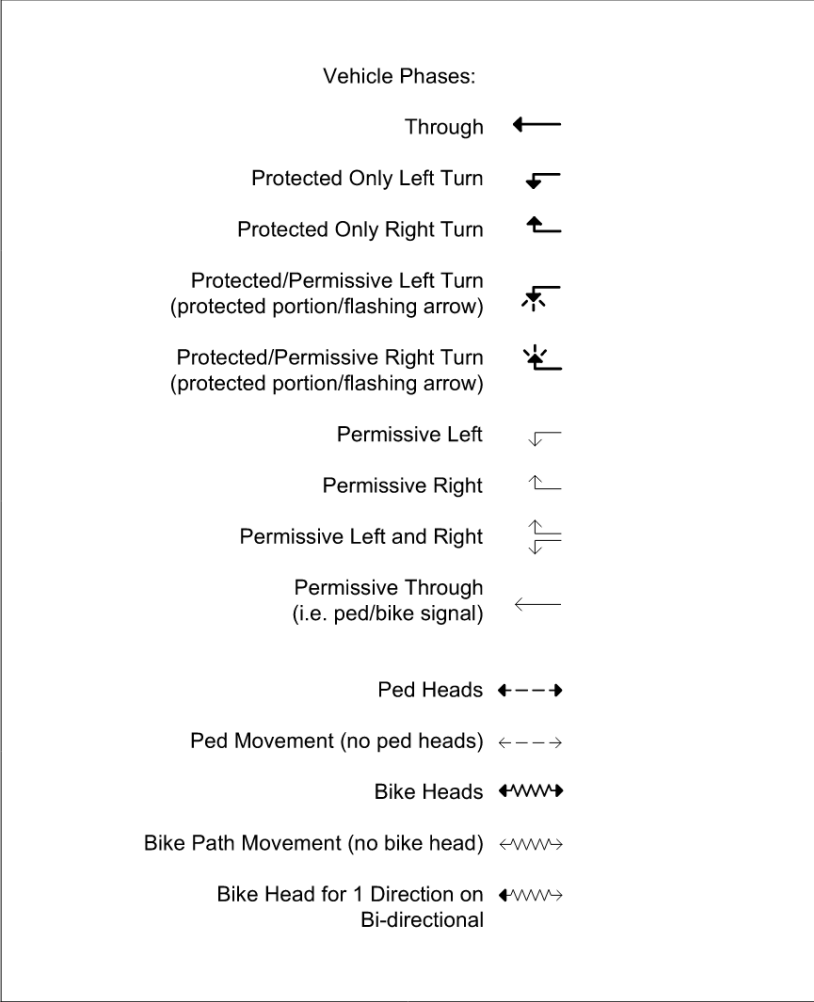 Vehicle Phases:
Through
Protected Only Left Turn
Protected Only Right Turn
Protected/Permissive Left Turn
(protected portion/flashing arrow)
Protected/Permissive Right Turn
(protected portion/flashing arrow)
Permissive Left
Permissive Right
Permissive Left and Right
Permissive Through
(i.e. ped/bike signal)
Ped Heads
Ped Movement (no ped heads)
Bike Heads
Bike Path Movement (no bike head)
Bike Head for 1 Direction on
Bi-directional